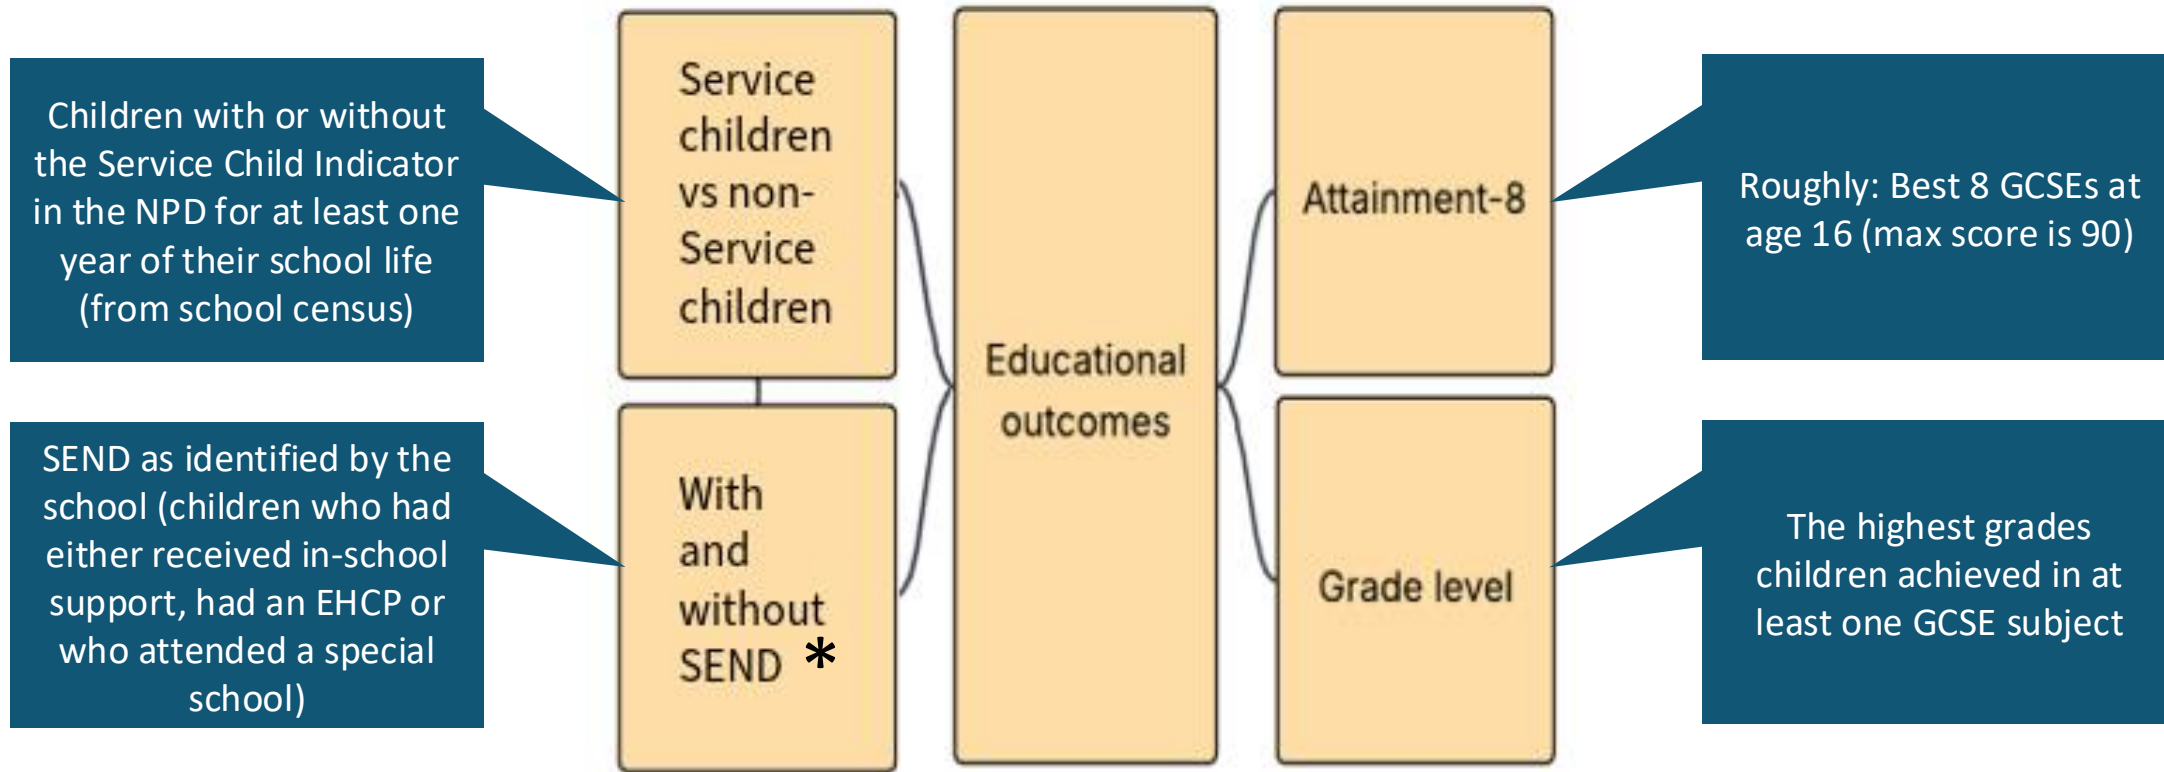 Children with or without
the Service Child Indicator
in the NPD for at least one
year of their school life
(from school census)
SEND as identified by the
school (children who had
either received in-school
support, had an EHCP or
who attended a special
school)
Service
children
vs non-
Service
children
With
and
without
SEND *
Educational
outcomes
Attainment-8
Grade level
Roughly: Best 8 GCSEs at
age 16 (max score is 90)
The highest grades
children achieved in at
least one GCSE subject